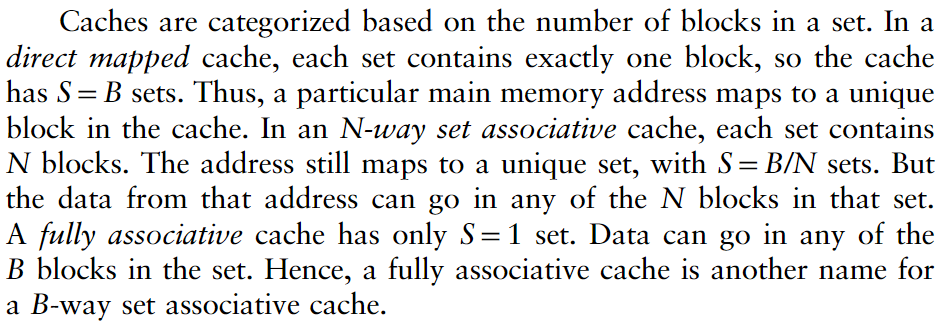 Caches are categorized based on the number of blocks in a set. In a
direct mapped cache, each set contains exactly one block, so the cache
has S = B sets. Thus, a particular main memory address maps to a unique
block in the cache. In an N-way set associative cache, each set contains
N blocks. The address still maps to a unique set, with S = B/N sets. But
the data from that address can go in any of the N blocks in that set.
A fully associative cache has only S = 1 set. Data can go in any of the
B blocks in the set. Hence, a fully associative cache is another name for
a B-way set associative cache.